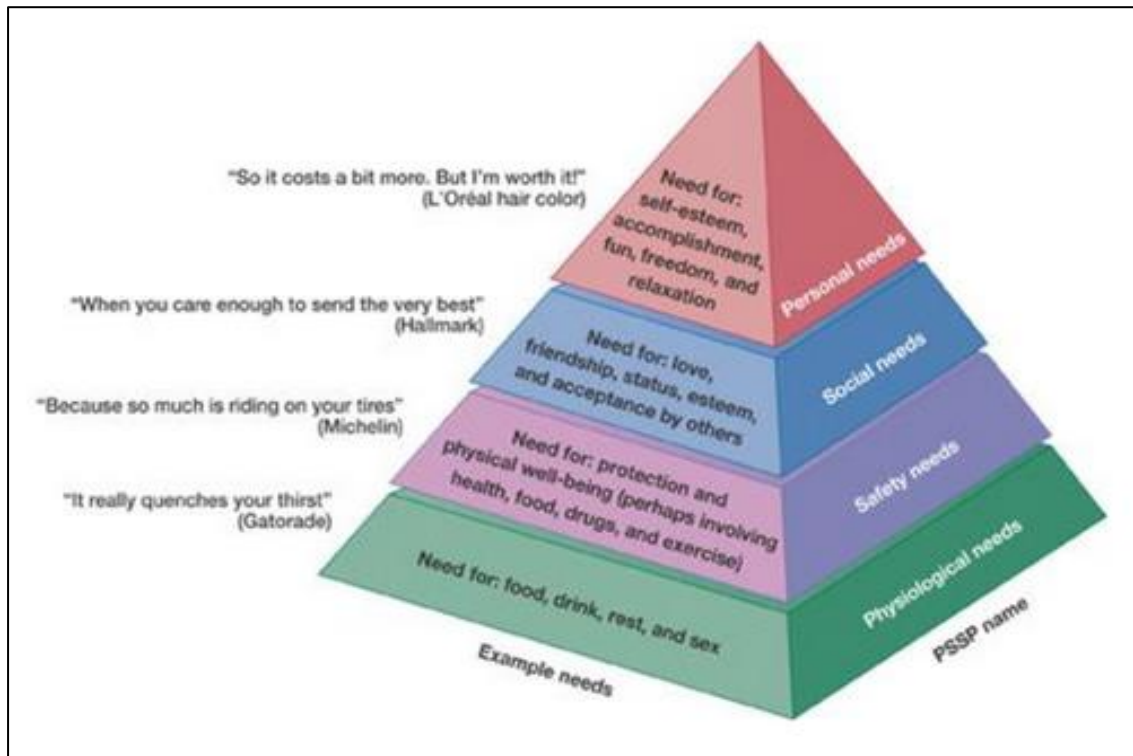 “So it costs a bit more. But I’m worth it!”
(L’Oréal hair color)
Need for:
self-esteem,
accomplishment,
fun, freedom, and
relaxation
Personal needs
“When you care enough to send the very best”
(Hallmark)
Need for: love,
friendship, status, esteem,
and acceptance by others
Social needs
“Because so much is riding on your tires”
(Michelin)
Need for: protection and
physical well-being (perhaps involving
health, food, drugs, and exercise)
Safety needs
“It really quenches your thirst”
(Gatorade)
Need for: food, drink, rest, and sex
Physiological needs
Example needs
PSSP name